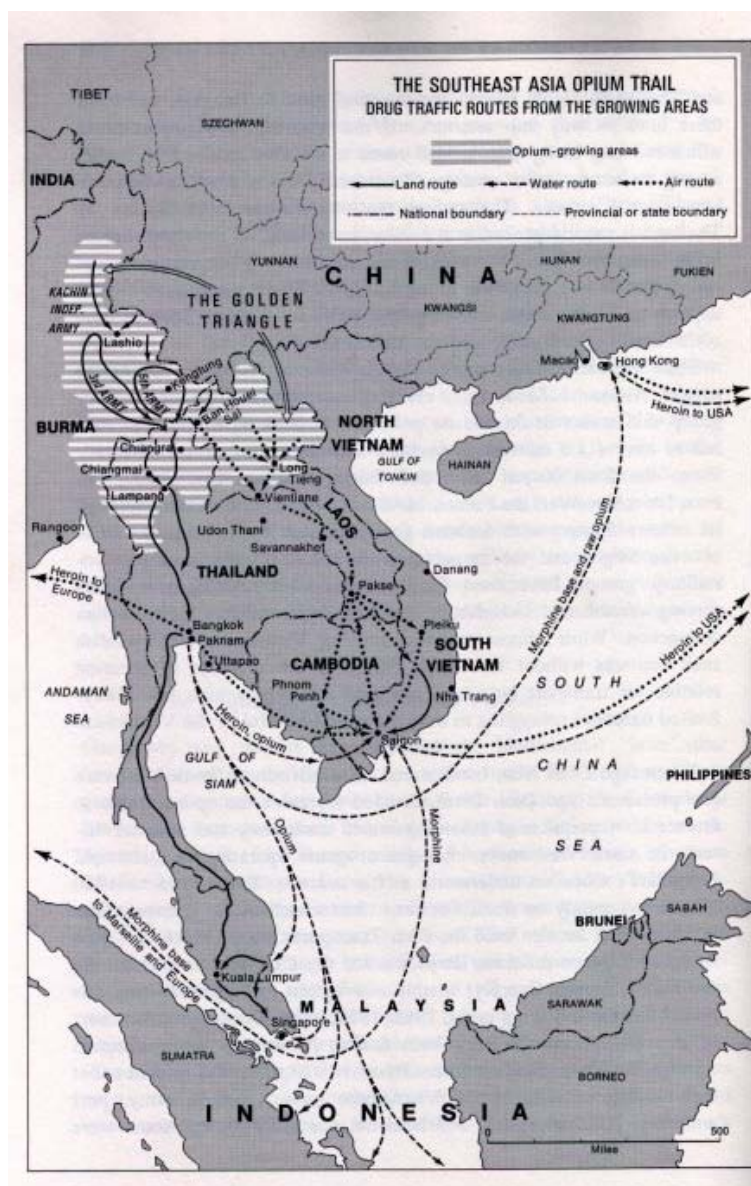 THE SOUTHEAST ASIA OPIUM TRAIL
DRUG TRAFFIC ROUTES FROM THE GROWING AREAS
Opium-growing areas
Land route
Water route
Air route
National boundary
Provincial or state boundary
TIBET
SZECHWAN
INDIA
YUNNAN
CHINA
HUNAN
FUKIEN
KWANGSI
KWANGTUNG
KACHIN
INDEP.
ARMY
THE GOLDEN
TRIANGLE
Lashio
Macao
Hong Kong
3rd ARMY
5th ARMY
Kengtung
Ban Houei
Sai
Heroin to USA
BURMA
NORTH
VIETNAM
Chiangrai
GULF OF
TONKIN
HAINAN
Chiangmai
Long
Tieng
Lampang
Vientiane
LAOS
Rangoon
Udon Thani
Savannakhet
Danang
THAILAND
Heroin to
Europe
Pakse
Morphine base and raw opium
Bangkok
Paknam
Pleiku
Uttapao
CAMBODIA
SOUTH
VIETNAM
Heroin to USA
ANDAMAN
SEA
Phnom
Penh
Nha Trang
SOUTH
CHINA
SEA
Heroin, opium
Saigon
GULF OF
SIAM
PHILIPPINES
Opium
Morphine
Morphine base
to Marseille and Europe
BRUNEI
SABAH
Kuala Lumpur
MALAYSIA
Singapore
SARAWAK
SUMATRA
BORNEO
INDONESIA
0
500
Miles